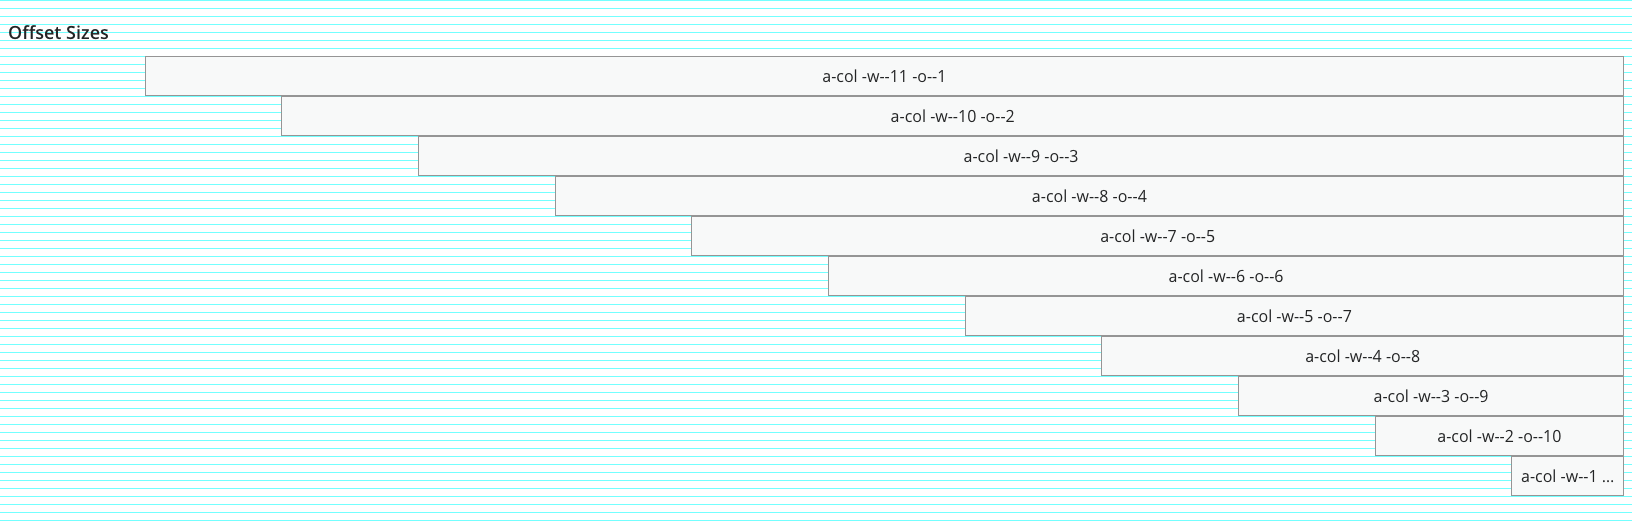 Offset Sizes
a-col -w--11 -o--1
a-col -w--10 -o--2
a-col -w--9 -o--3
a-col -w--8 -o--4
a-col -w--7 -o--5
a-col -w--6 -o--6
a-col -w--5 -o--7
a-col -w--4 -o--8
a-col -w--3 -o--9
a-col -w--2 -o--10
a-col -w--1 ...